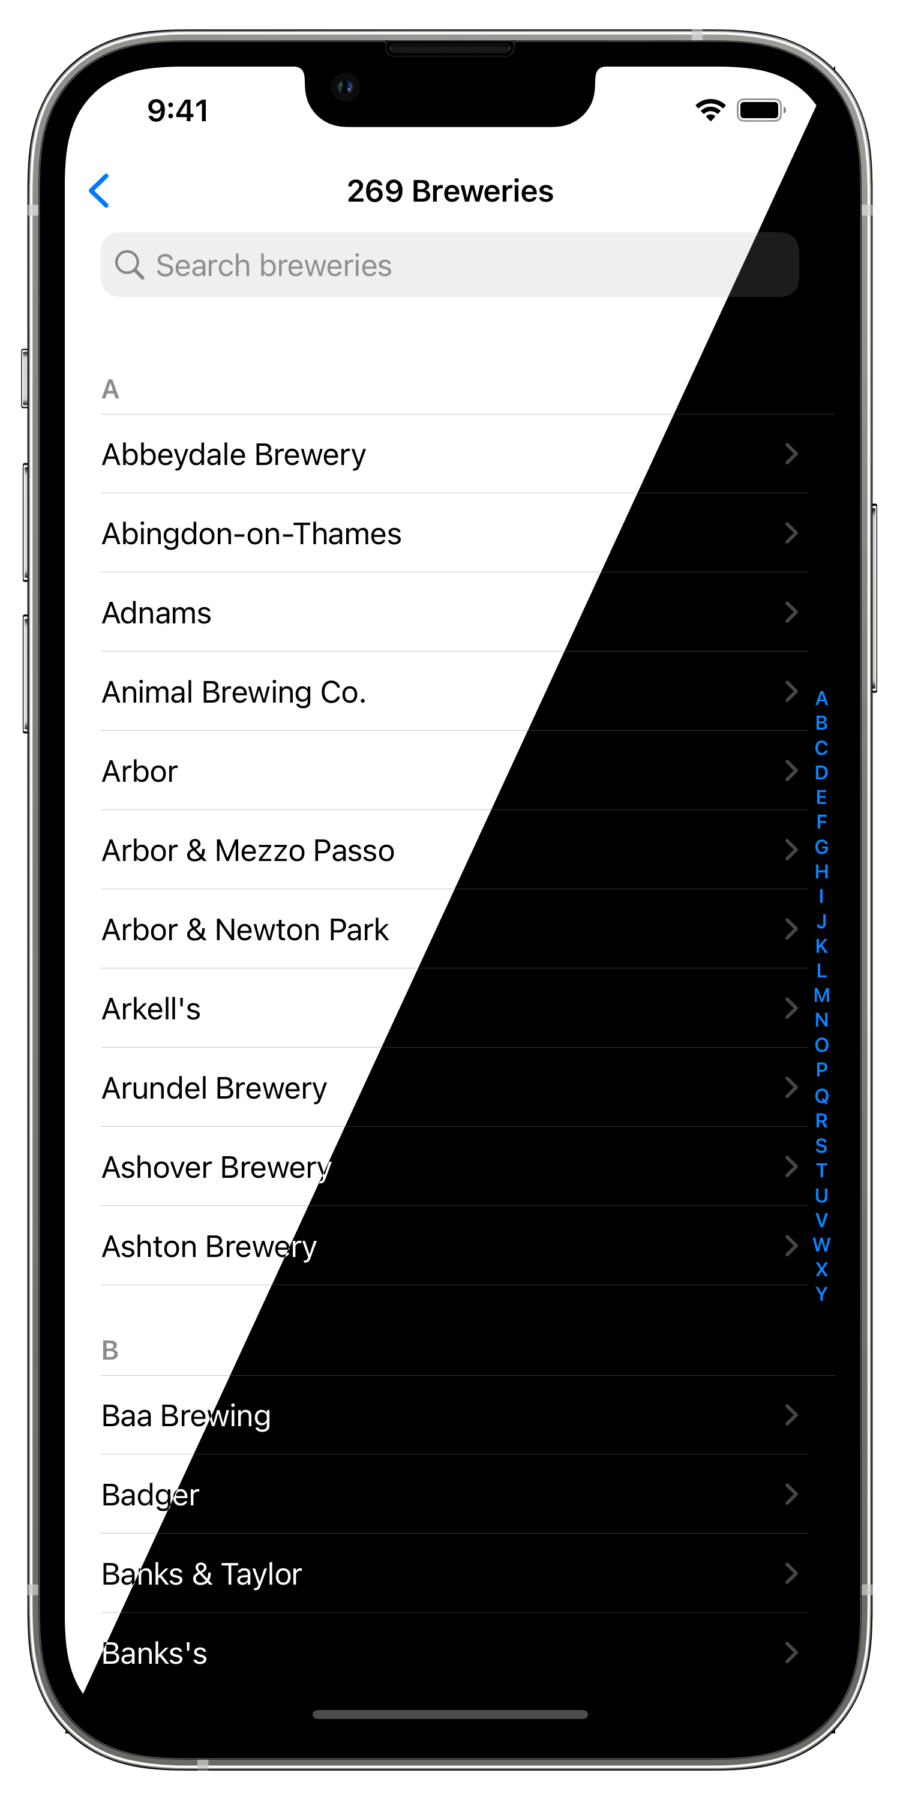 9:41
269 Breweries
Search breweries
A
Abbeydale Brewery
Abingdon-on-Thames
Adnams
Animal Brewing Co.
Arbor
Arbor & Mezzo Passo
Arbor & Newton Park
Arkell's
Arundel Brewery
Ashover Brewery
Ashton Brewery
B
Baa Brewing
Badger
Banks & Taylor
Banks's
A
B
C
D
E
F
G
H
I
J
K
L
M
N
O
P
Q
R
S
T
U
V
W
X
Y